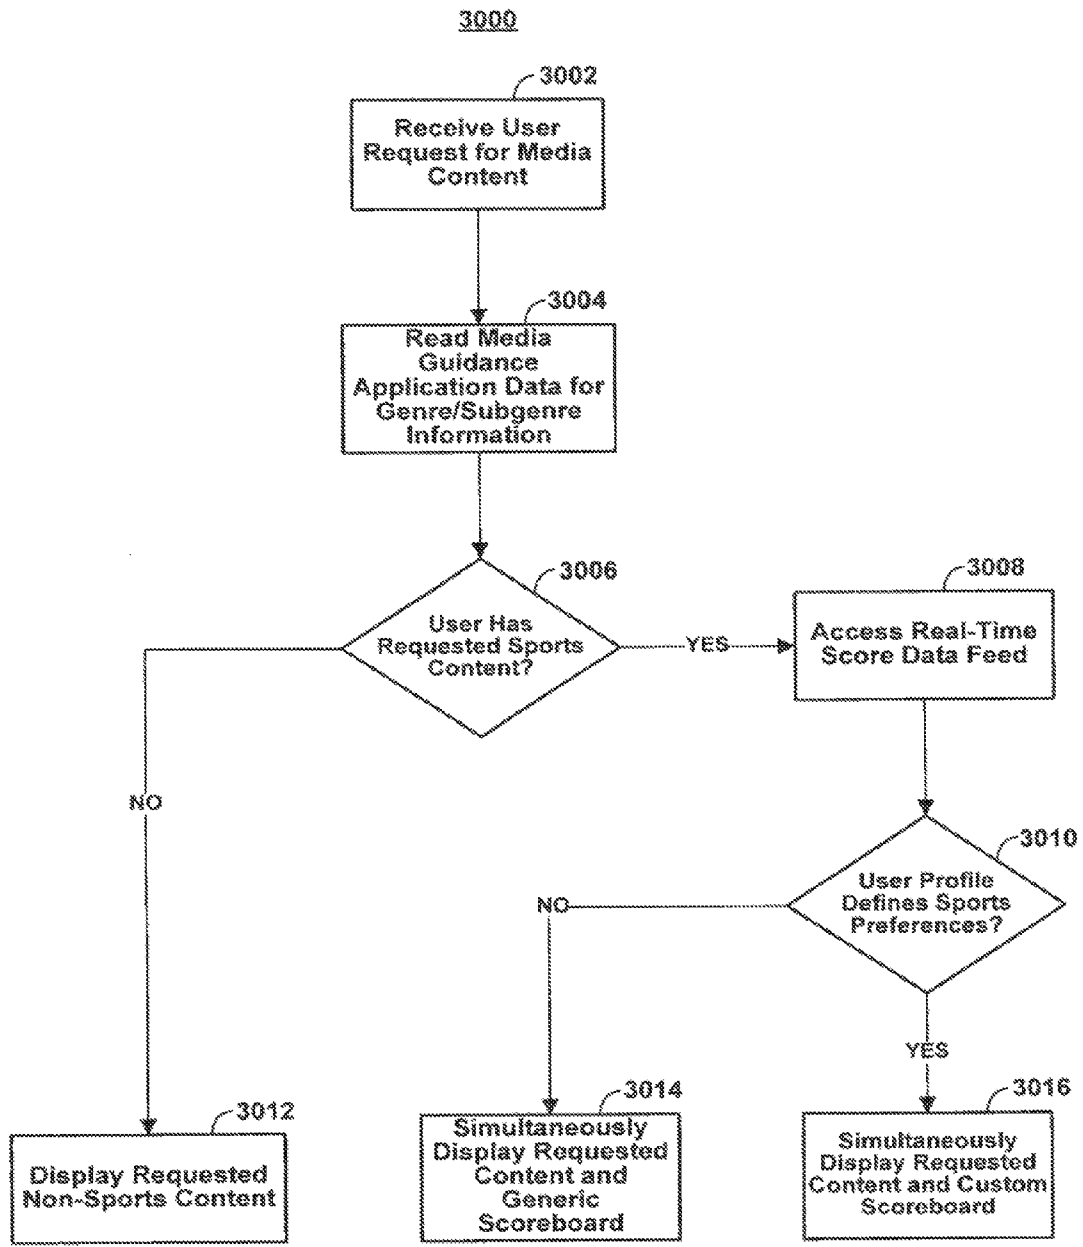 3000
3002
Receive User
Request for Media
Content
3004
Read Media
Guidance
Application Data for
Genre/Subgenre
Information
3006
User Has
Requested Sports
Content?
YES
3008
Access Real-Time
Score Data Feed
NO
3010
User Profile
Defines Sports
Preferences?
NO
YES
3012
Display Requested
Non-Sports Content
3014
Simultaneously
Display Requested
Content and
Generic
Scoreboard
3016
Simultaneously
Display Requested
Content and Custom
Scoreboard